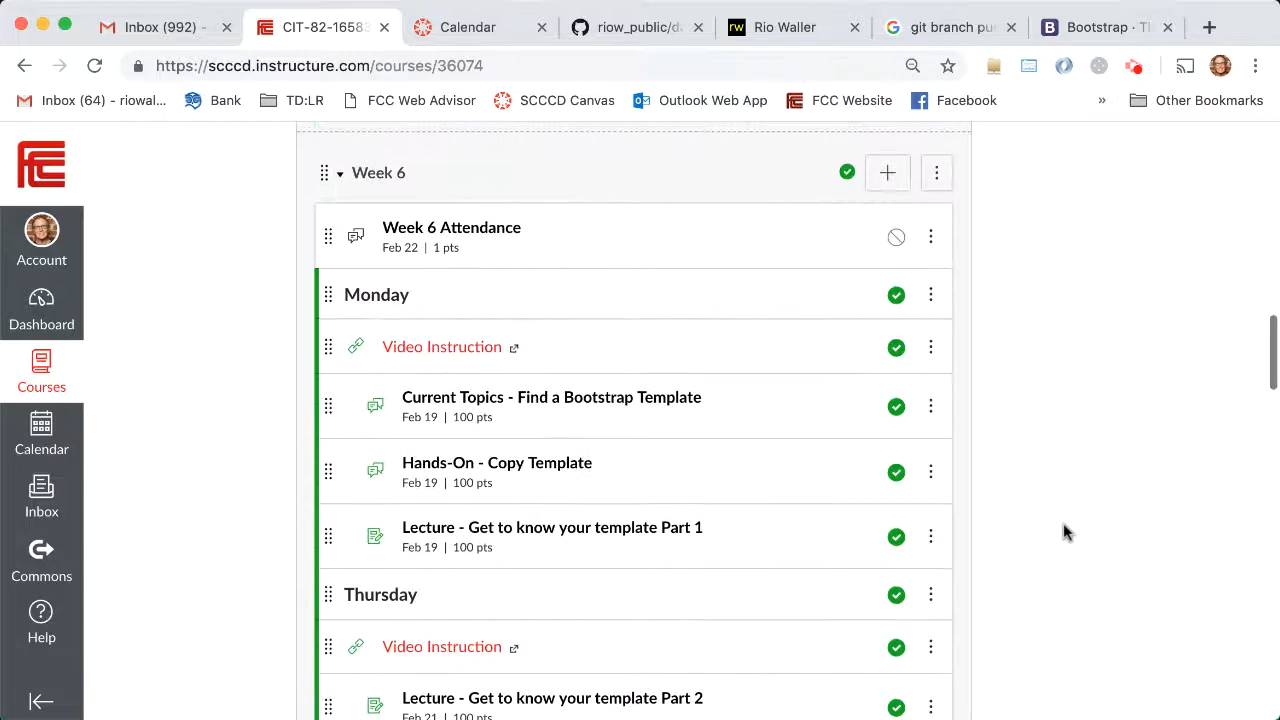 Inbox (992) -
CIT-82-16583
Calendar
riow_public/d
Rio Waller
git branch pu
Bootstrap · Th
https://scccd.instructure.com/courses/36074
Inbox (64) - riowal...
Bank
TD:LR
FCC Web Advisor
SCCCD Canvas
Outlook Web App
FCC Website
Facebook
»
Other Bookmarks
Account
Dashboard
Courses
Calendar
Inbox
Commons
Help
Week 6
Week 6 Attendance
Feb 22 | 1 pts
Monday
Video Instruction
Current Topics - Find a Bootstrap Template
Feb 19 | 100 pts
Hands-On - Copy Template
Feb 19 | 100 pts
Lecture - Get to know your template Part 1
Feb 19 | 100 pts
Thursday
Video Instruction
Lecture - Get to know your template Part 2
Feb 21 | 100 pts